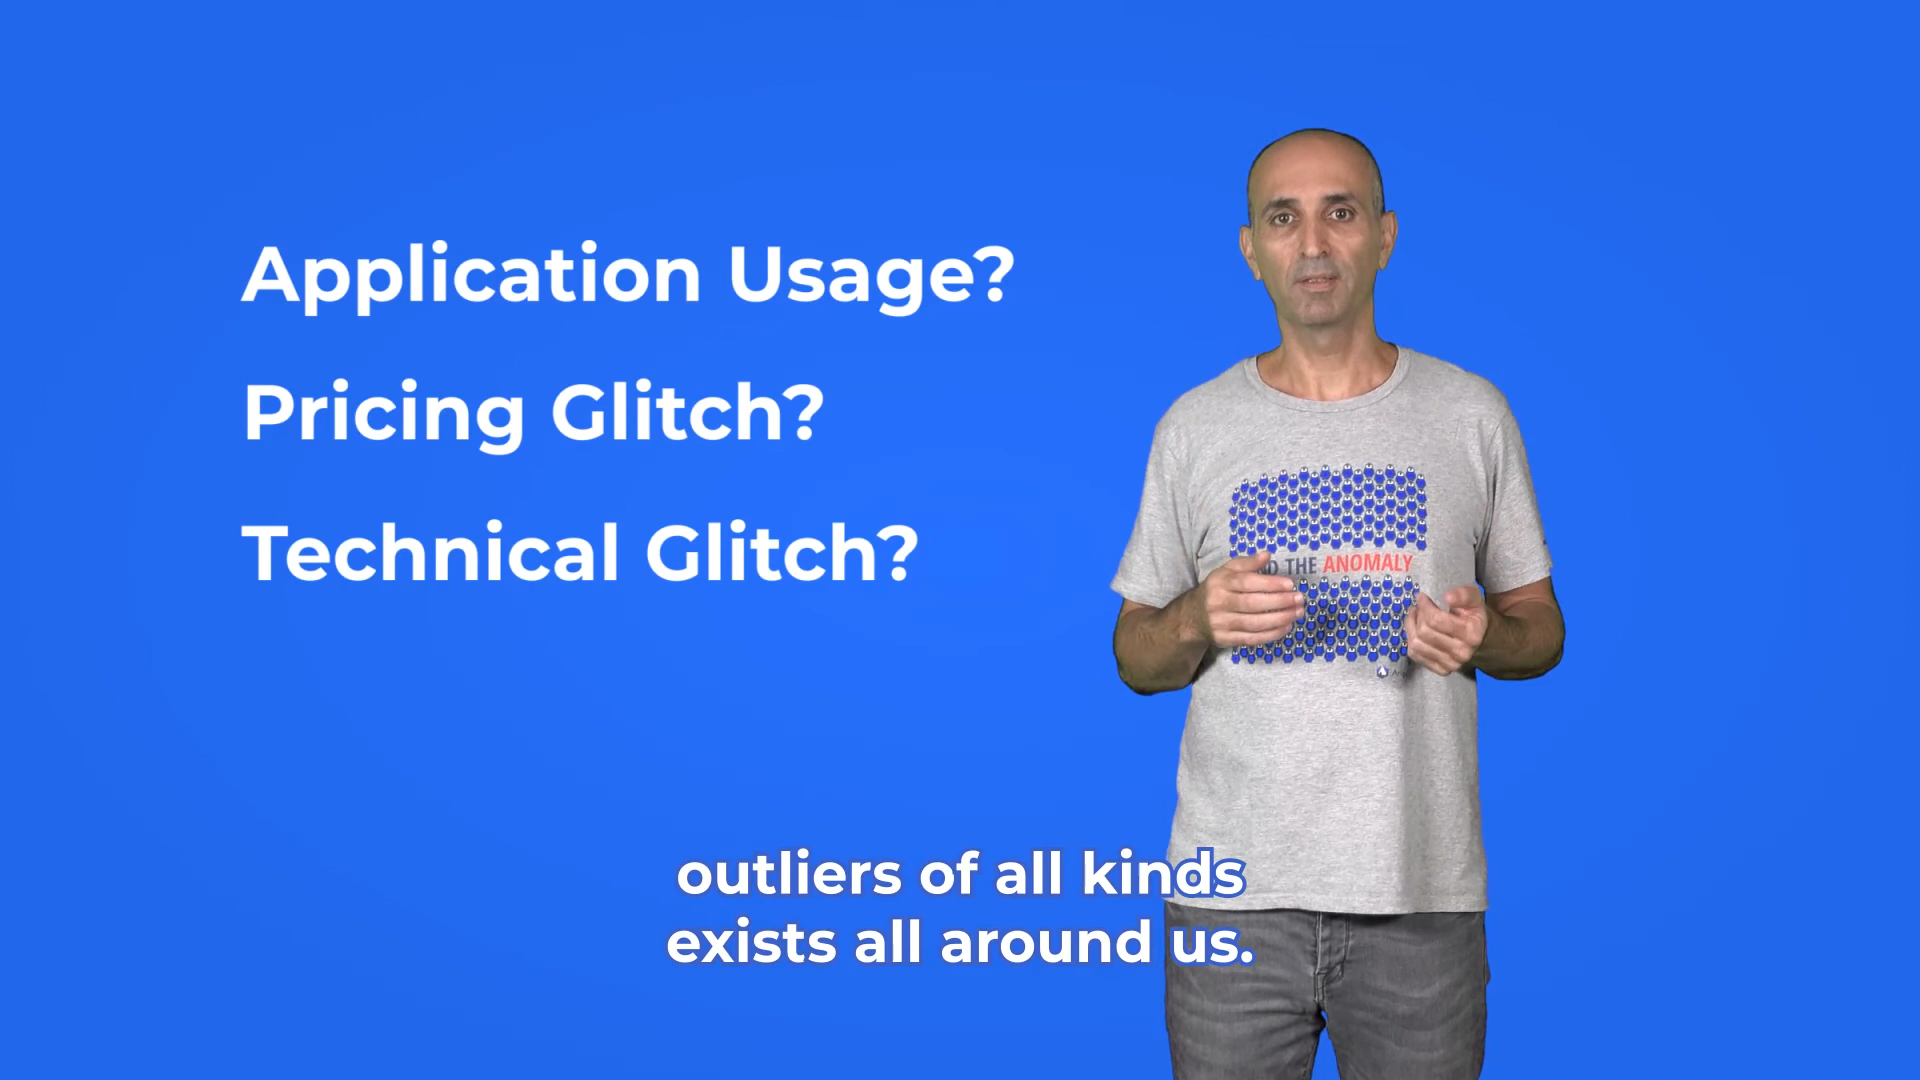 Application Usage?
Pricing Glitch?
Technical Glitch?
THE ANOMALY
outliers of all kinds
exists all around us.